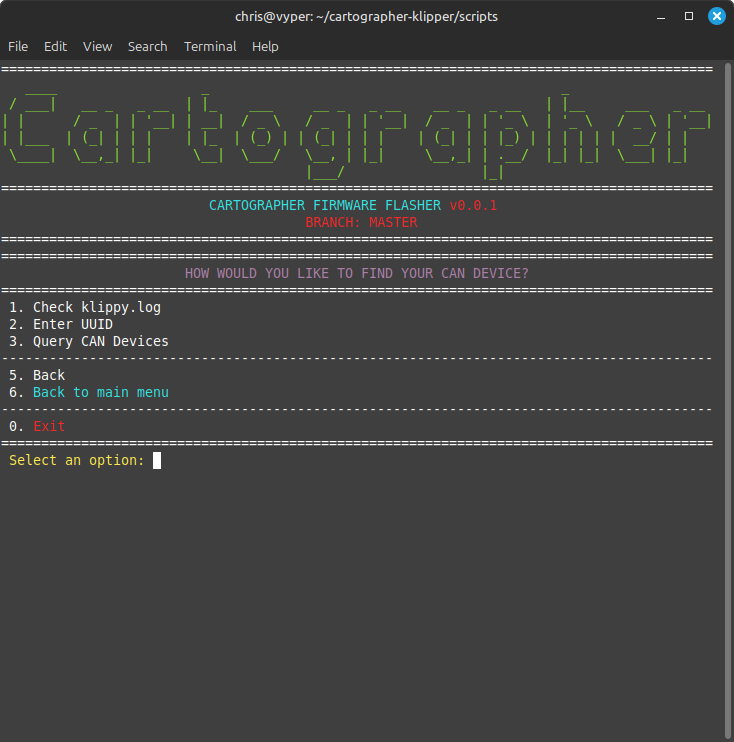 chris@vyper: ~/cartographer-klipper/scripts
File Edit View Search Terminal Help
Cartographer
CARTOGRAPHER FIRMWARE FLASHER v0.0.1
BRANCH: MASTER
HOW WOULD YOU LIKE TO FIND YOUR CAN DEVICE?
1. Check klippy.log
2. Enter UUID
3. Query CAN Devices
5. Back
6. Back to main menu
0. Exit
Select an option: